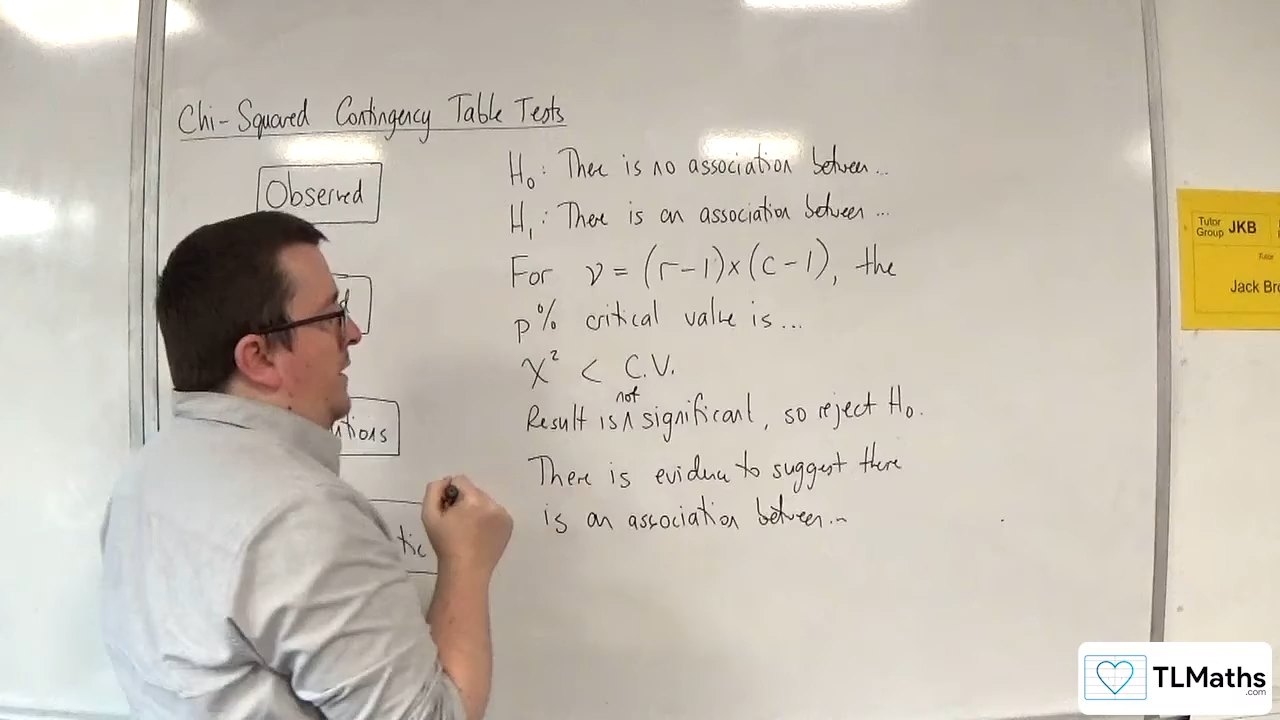 Chi-Squared Contingency Table Tests
Observed
H₀: There is no association between...
H₁: There is an association between...
For ν = (r-1)×(c-1), the
p% critical value is...
χ² < C.V.
not
Result is ∧ significant, so reject H₀.
There is evidence to suggest there
is an association between...
Tutor Group JKB
Tutor
Jack
TLMaths
.com